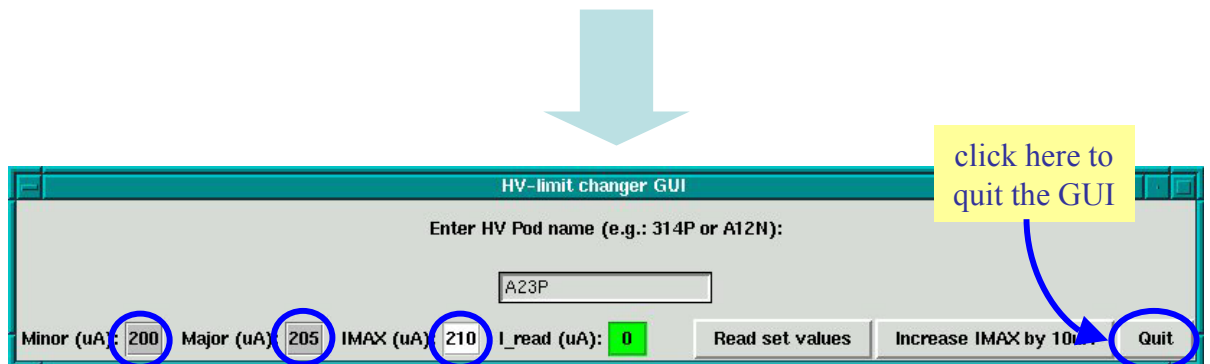 click here to
quit the GUI
HV-limit changer GUI
Enter HV Pod name (e.g.: 314P or A12N):
A23P
Minor (uA): 200 Major (uA): 205 IMAX (uA): 210 I_read (uA): 0 Read set values Increase IMAX by 10uA Quit